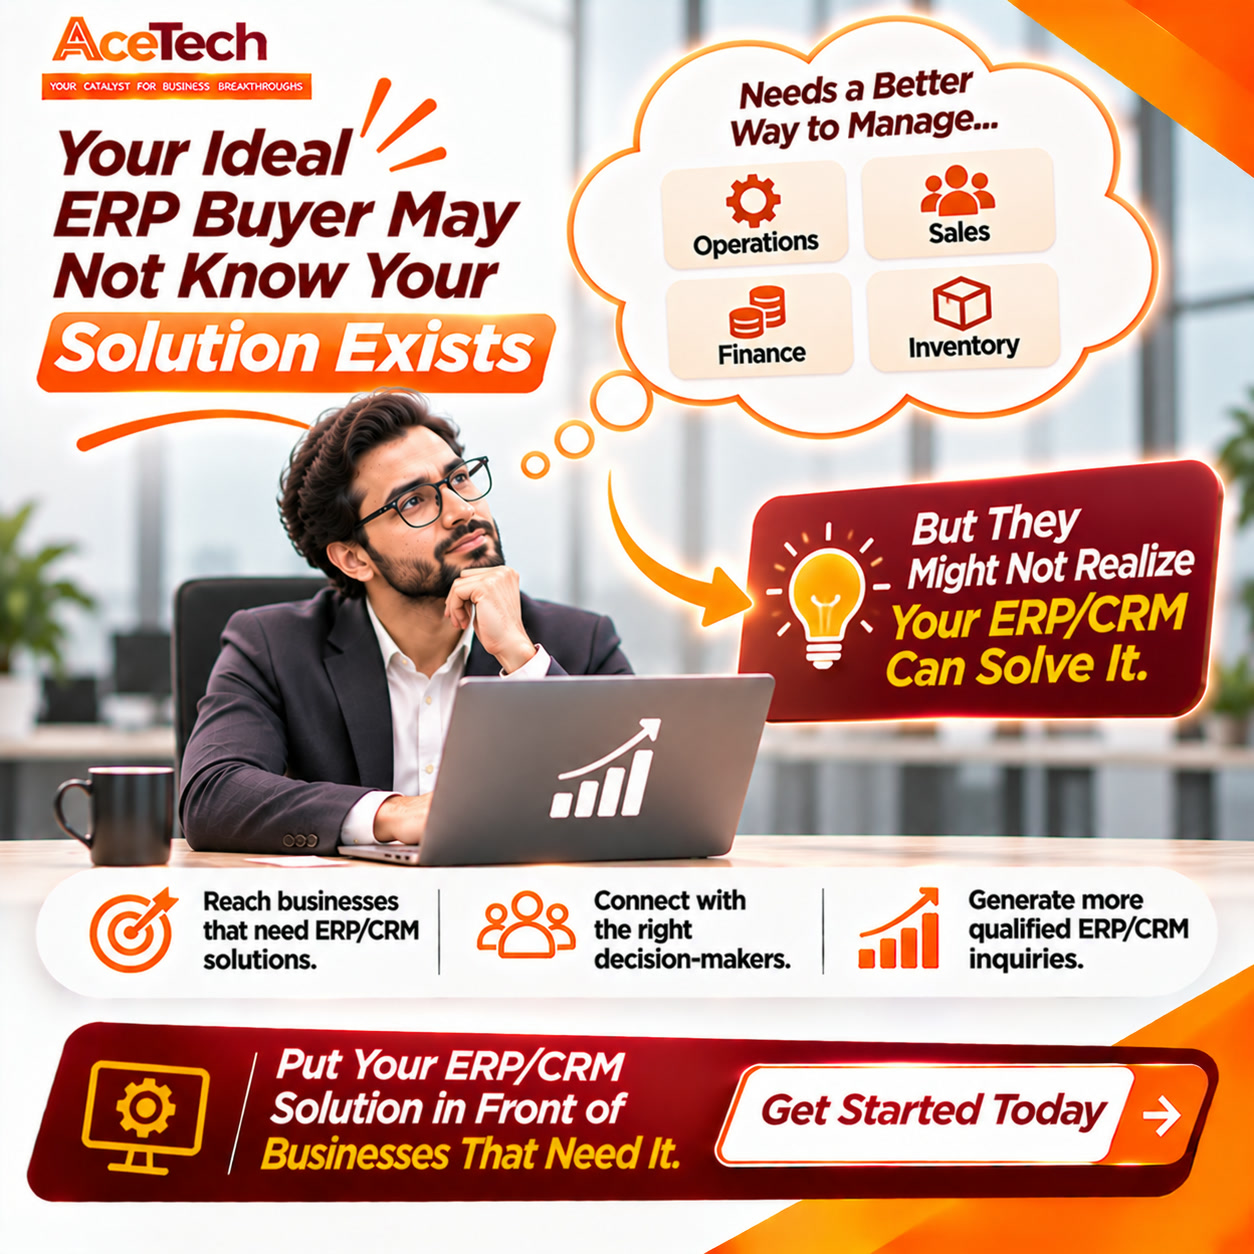 AceTech
YOUR CATALYST FOR BUSINESS BREAKTHROUGHS
Your Ideal
ERP Buyer May
Not Know Your
Solution Exists
Needs a Better
Way to Manage...
Operations
Sales
Finance
Inventory
But They
Might Not Realize
Your ERP/CRM
Can Solve It.
Reach businesses
that need ERP/CRM
solutions.
Connect with
the right
decision-makers.
Generate more
qualified ERP/CRM
inquiries.
Put Your ERP/CRM
Solution in Front of
Businesses That Need It.
Get Started Today